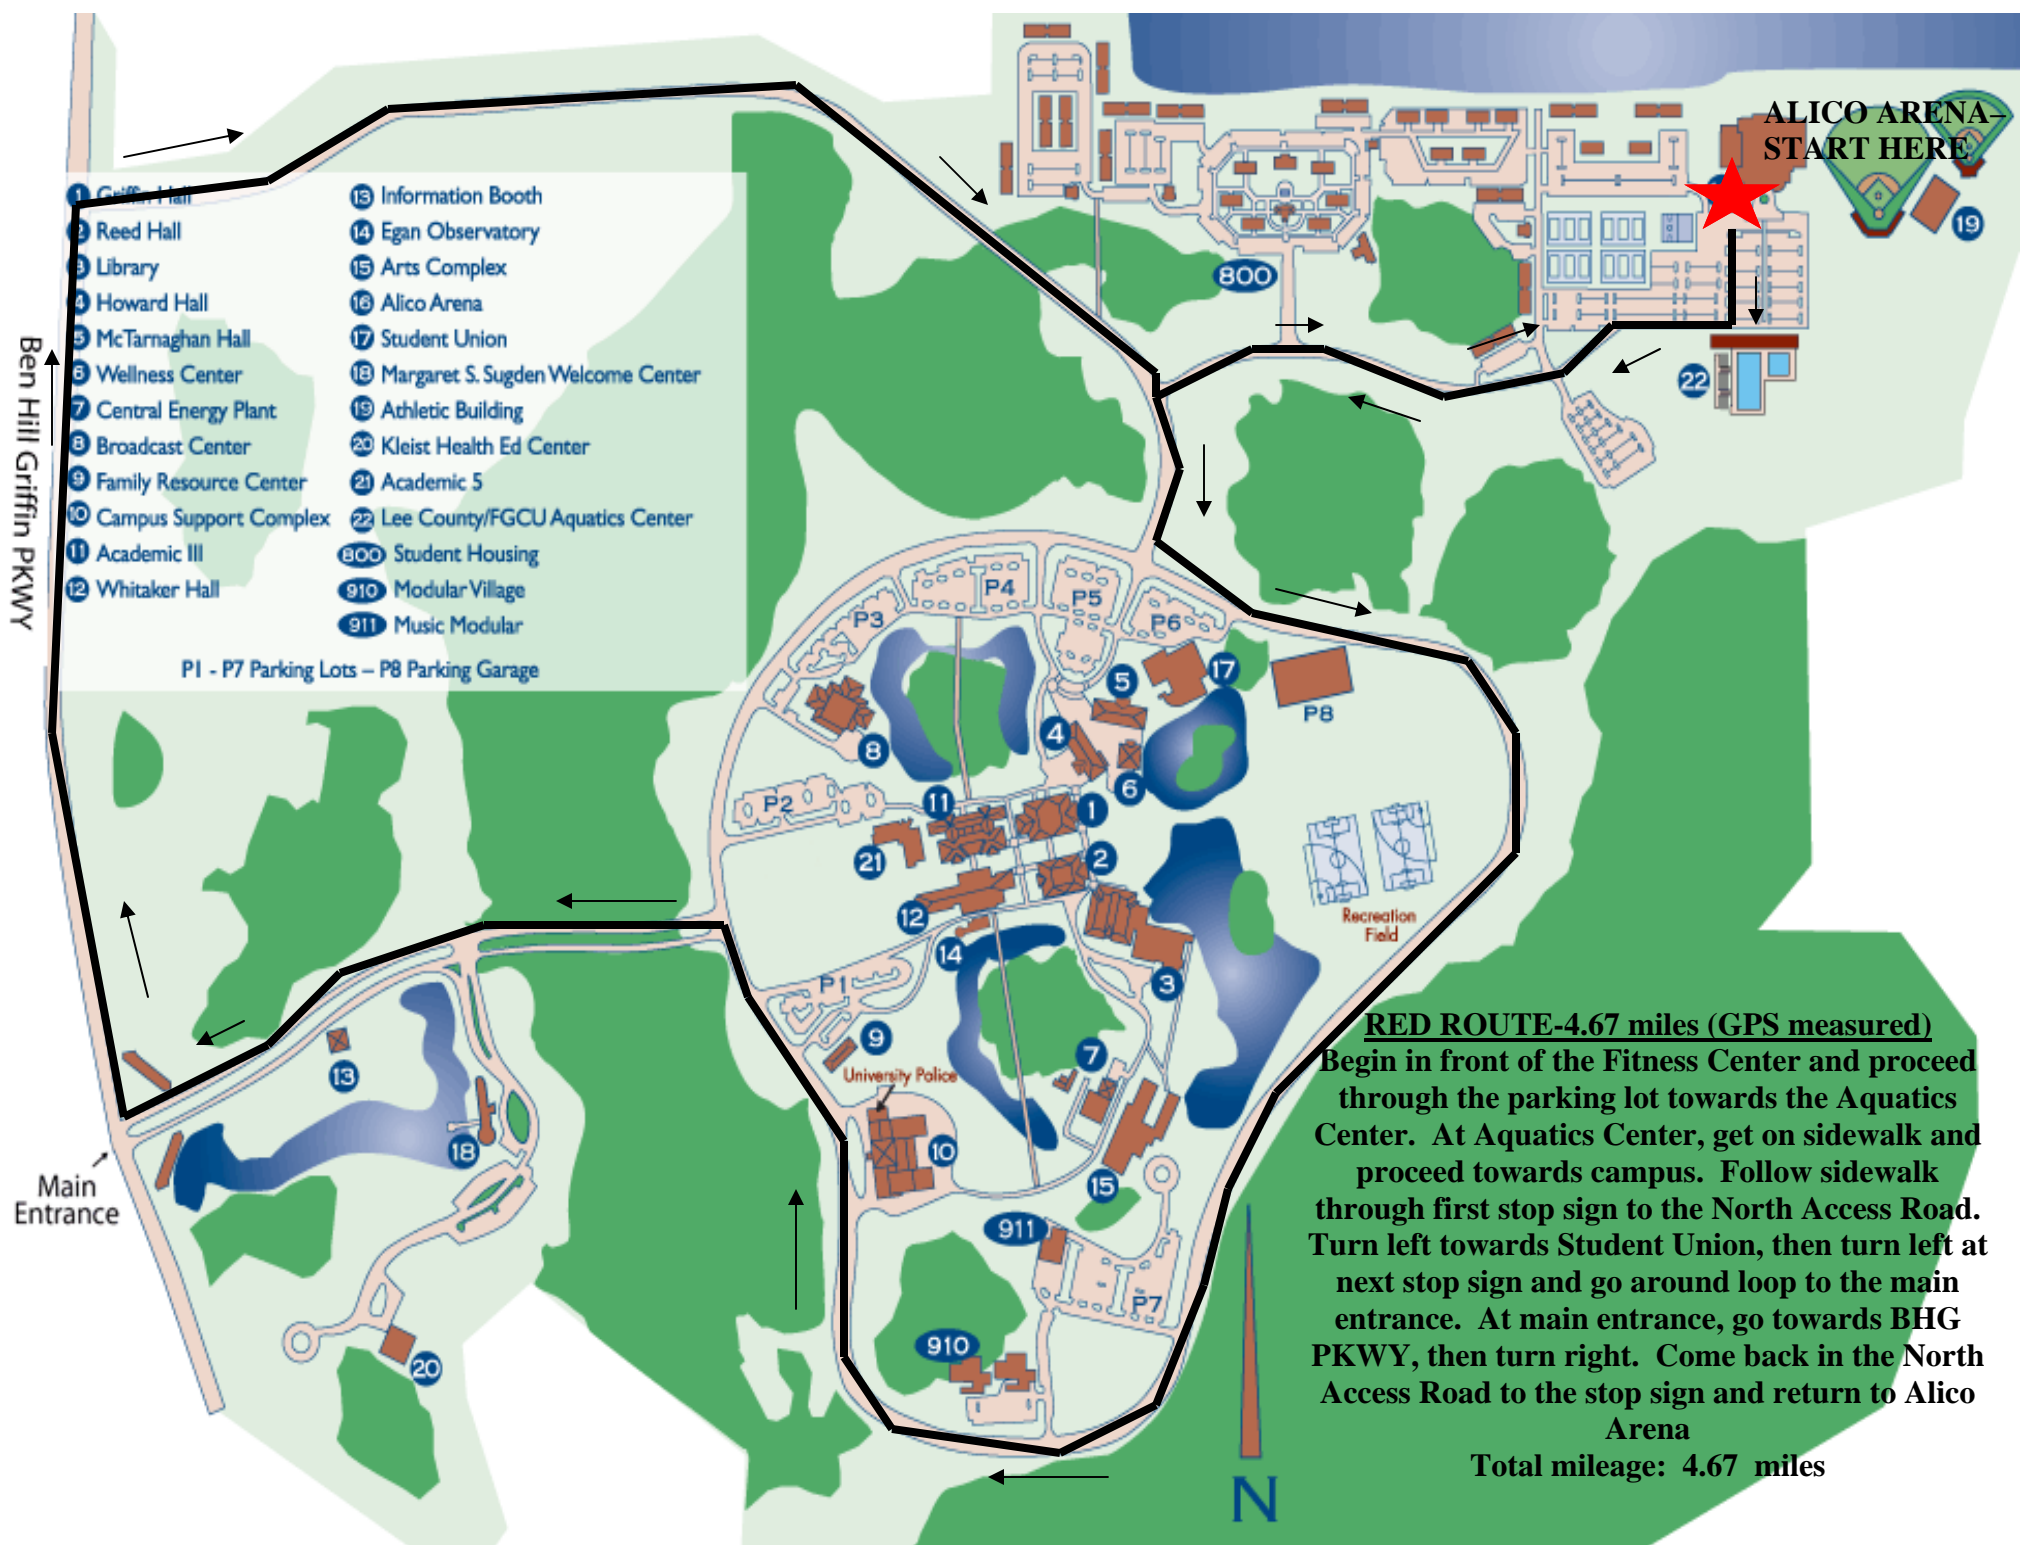 ALICO ARENA–
START HERE
1 Griffin Hall
2 Reed Hall
3 Library
4 Howard Hall
5 McTarnaghan Hall
6 Wellness Center
7 Central Energy Plant
8 Broadcast Center
9 Family Resource Center
10 Campus Support Complex
11 Academic III
12 Whitaker Hall
13 Information Booth
14 Egan Observatory
15 Arts Complex
16 Alico Arena
17 Student Union
18 Margaret S. Sugden Welcome Center
19 Athletic Building
20 Kleist Health Ed Center
21 Academic 5
22 Lee County/FGCU Aquatics Center
800 Student Housing
910 Modular Village
911 Music Modular
P1 - P7 Parking Lots – P8 Parking Garage
Ben Hill Griffin PKWY
19
800
22
P4
P5
P3
P6
5
17
P8
4
8
6
P2
11
1
21
2
12
Recreation
Field
14
3
P1
9
7
13
University Police
18
10
15
Main
Entrance
911
P7
910
20
N
RED ROUTE-4.67 miles (GPS measured)
Begin in front of the Fitness Center and proceed
through the parking lot towards the Aquatics
Center. At Aquatics Center, get on sidewalk and
proceed towards campus. Follow sidewalk
through first stop sign to the North Access Road.
Turn left towards Student Union, then turn left at
next stop sign and go around loop to the main
entrance. At main entrance, go towards BHG
PKWY, then turn right. Come back in the North
Access Road to the stop sign and return to Alico
Arena
Total mileage: 4.67 miles